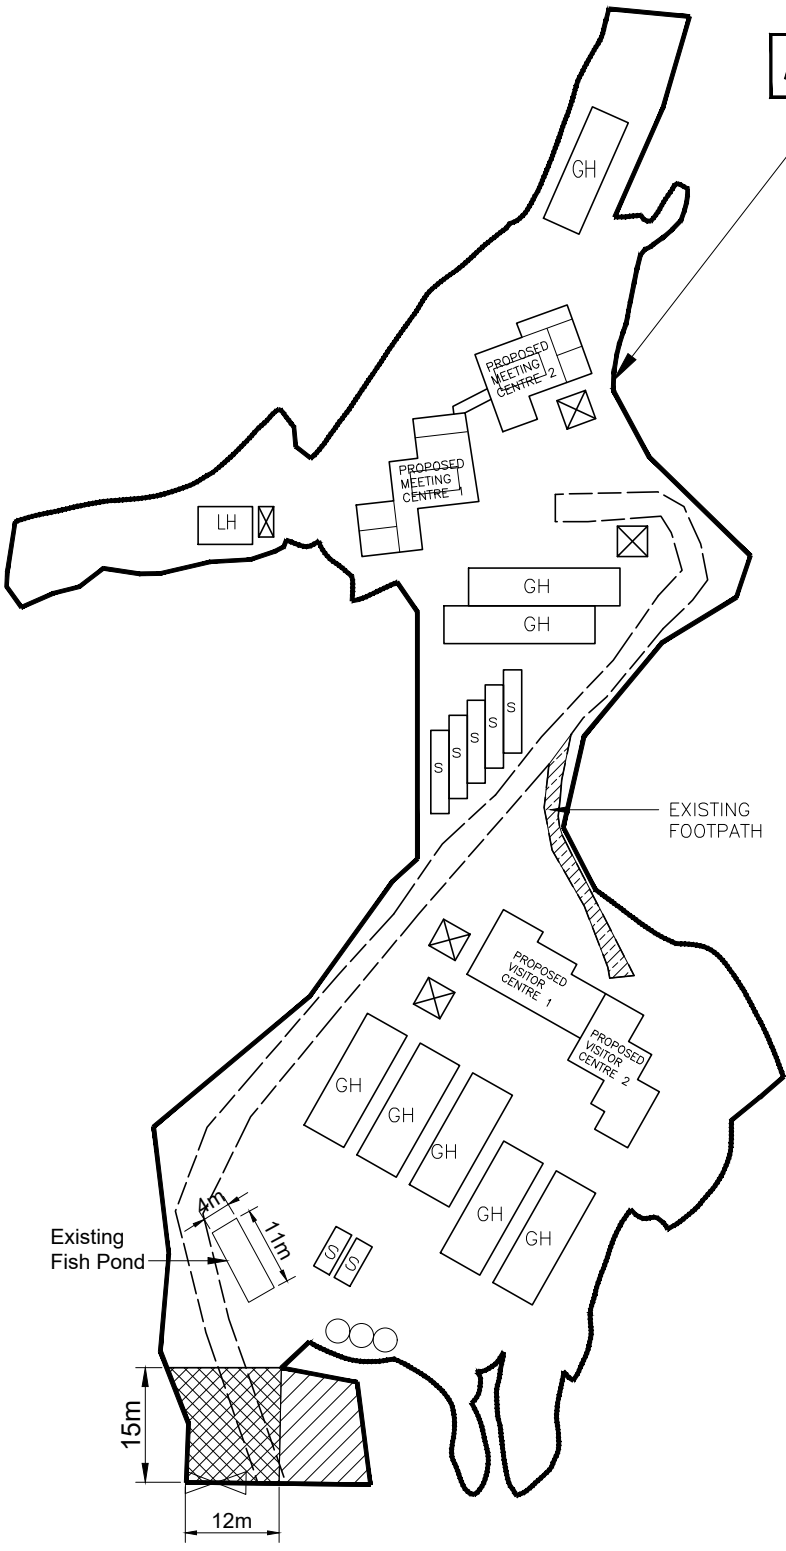 GH
PROPOSED
MEETING
CENTRE 2
PROPOSED
MEETING
CENTRE 1
LH
GH
GH
S
S
S
S
S
EXISTING
FOOTPATH
PROPOSED
VISITOR
CENTRE 1
PROPOSED
VISITOR
CENTRE 2
GH
GH
GH
GH
GH
4m
11m
Existing
Fish Pond
S
S
15m
12m